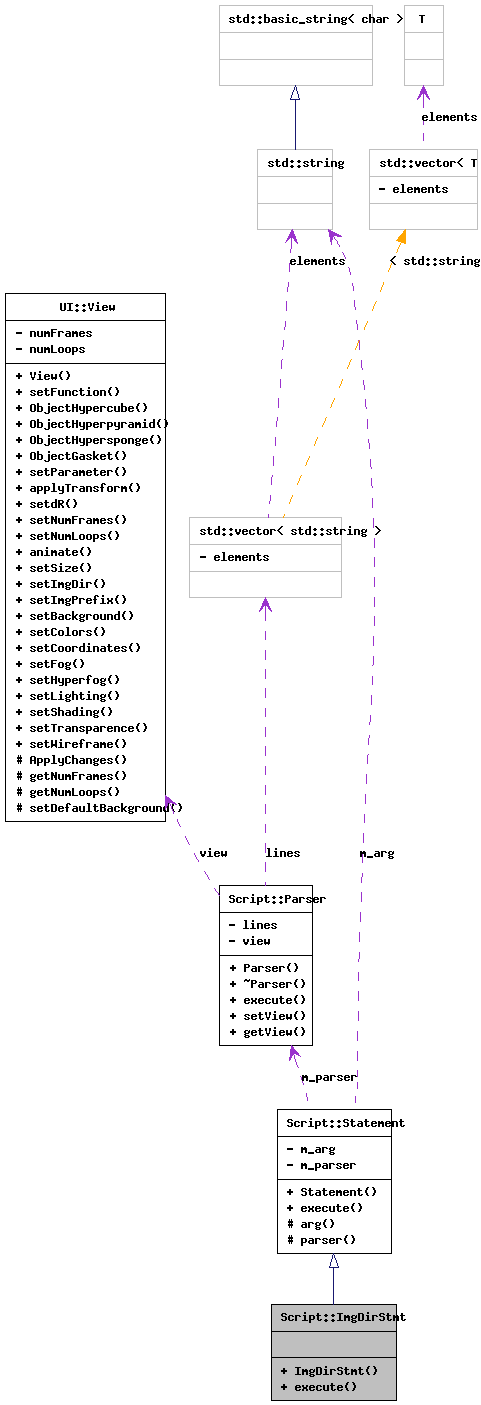 std::basic_string< char >
T
elements
std::string
std::vector< T
- elements
elements
< std::string
UI::View
- numFrames
- numLoops
+ View()
+ setFunction()
+ ObjectHypercube()
+ ObjectHyperpyramid()
+ ObjectHypersponge()
+ ObjectGasket()
+ setParameter()
+ applyTransform()
+ setdR()
+ setNumFrames()
+ setNumLoops()
+ animate()
+ setSize()
+ setImgDir()
+ setImgPrefix()
+ setBackground()
+ setColors()
+ setCoordinates()
+ setFog()
+ setHyperfog()
+ setLighting()
+ setShading()
+ setTransparence()
+ setWireframe()
# ApplyChanges()
# getNumFrames()
# getNumLoops()
# setDefaultBackground()
std::vector< std::string >
- elements
view
lines
m_arg
Script::Parser
- lines
- view
+ Parser()
+ ~Parser()
+ execute()
+ setView()
+ getView()
m_parser
Script::Statement
- m_arg
- m_parser
+ Statement()
+ execute()
# arg()
# parser()
Script::ImgDirStmt
+ ImgDirStmt()
+ execute()